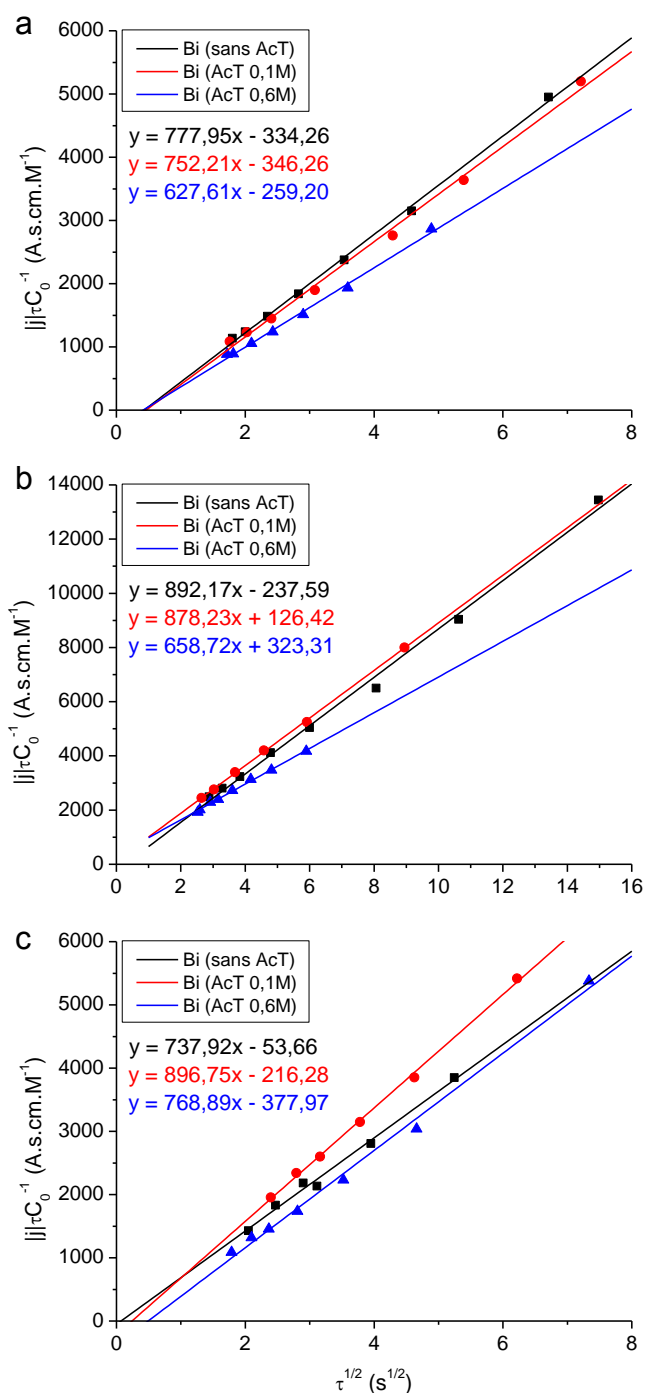 a
6000
5000
4000
3000
2000
1000
0
|j|τC₀⁻¹ (A.s.cm.M⁻¹)
Bi (sans AcT)
Bi (AcT 0,1M)
Bi (AcT 0,6M)
y = 777,95x - 334,26
y = 752,21x - 346,26
y = 627,61x - 259,20
0 2 4 6 8
b
14000
12000
10000
8000
6000
4000
2000
0
|j|τC₀⁻¹ (A.s.cm.M⁻¹)
Bi (sans AcT)
Bi (AcT 0,1M)
Bi (AcT 0,6M)
y = 892,17x - 237,59
y = 878,23x + 126,42
y = 658,72x + 323,31
0 2 4 6 8 10 12 14 16
c
6000
5000
4000
3000
2000
1000
0
|j|τC₀⁻¹ (A.s.cm.M⁻¹)
Bi (sans AcT)
Bi (AcT 0,1M)
Bi (AcT 0,6M)
y = 737,92x - 53,66
y = 896,75x - 216,28
y = 768,89x - 377,97
0 2 4 6 8
τ^1/2 (s^1/2)